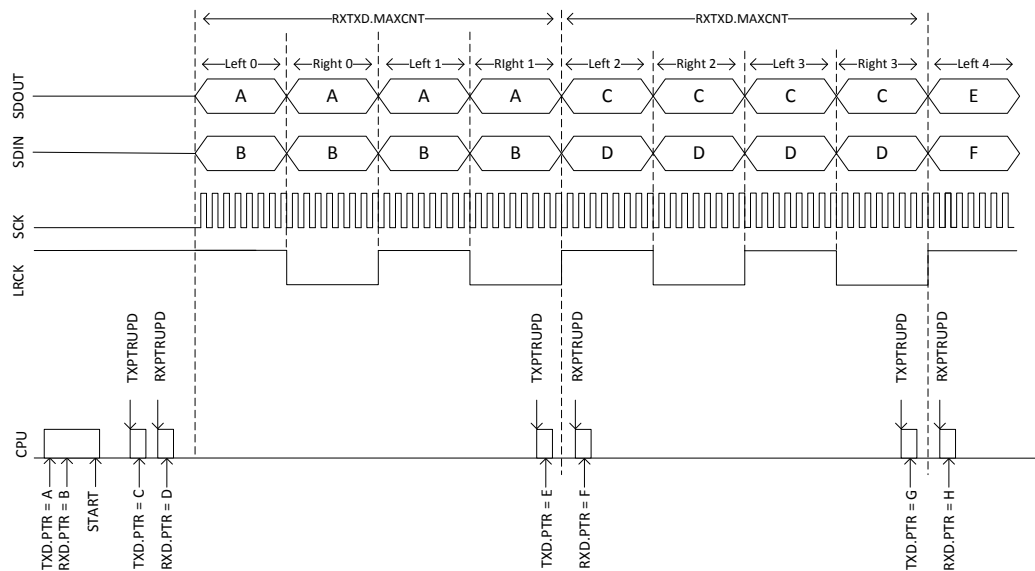 RXTXD.MAXCNT RXTXD.MAXCNT
Left 0 Right 0 Left 1 RIght 1 Left 2 Right 2 Left 3 Right 3 Left 4
SDOUT A A A A C C C C E
SDIN B B B B D D D D F
SCK
LRCK
TXPTRUPD RXPTRUPD TXPTRUPD RXPTRUPD TXPTRUPD RXPTRUPD
CPU
TXD.PTR = A RXD.PTR = B START TXD.PTR = C RXD.PTR = D TXD.PTR = E RXD.PTR = F TXD.PTR = G RXD.PTR = H